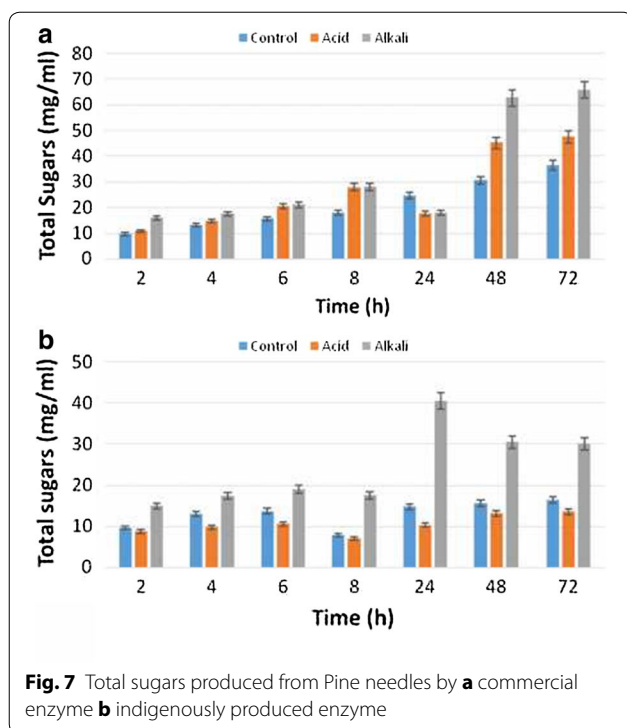 a
Control Acid Alkali
80
70
60
50
40
30
20
10
0
Total Sugars (mg/ml)
2 4 6 8 24 48 72
Time (h)
b
Control Acid Alkali
50
40
30
20
10
0
Total sugars (mg/ml)
2 4 6 8 24 48 72
Time (h)
Fig. 7 Total sugars produced from Pine needles by a commercial
enzyme b indigenously produced enzyme